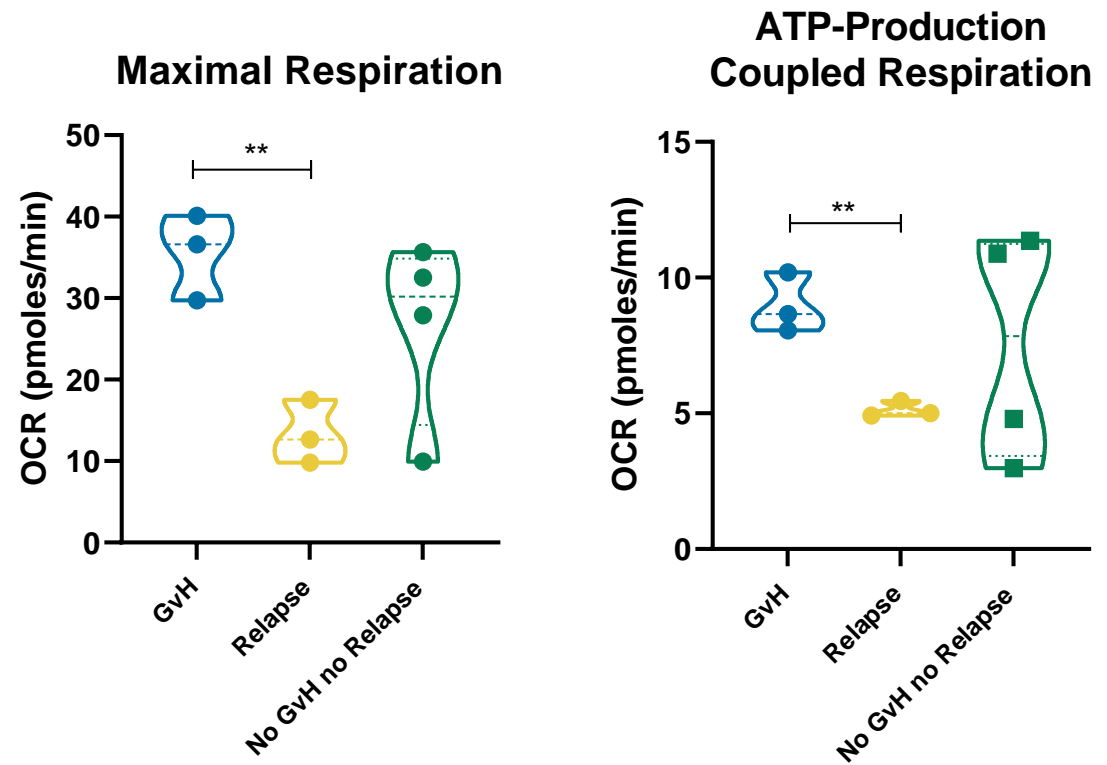 Maximal Respiration
OCR (pmoles/min)
50
40
30
20
10
0
**
GvH
Relapse
No GvH no Relapse
ATP-Production
Coupled Respiration
OCR (pmoles/min)
15
10
5
0
**
GvH
Relapse
No GvH no Relapse